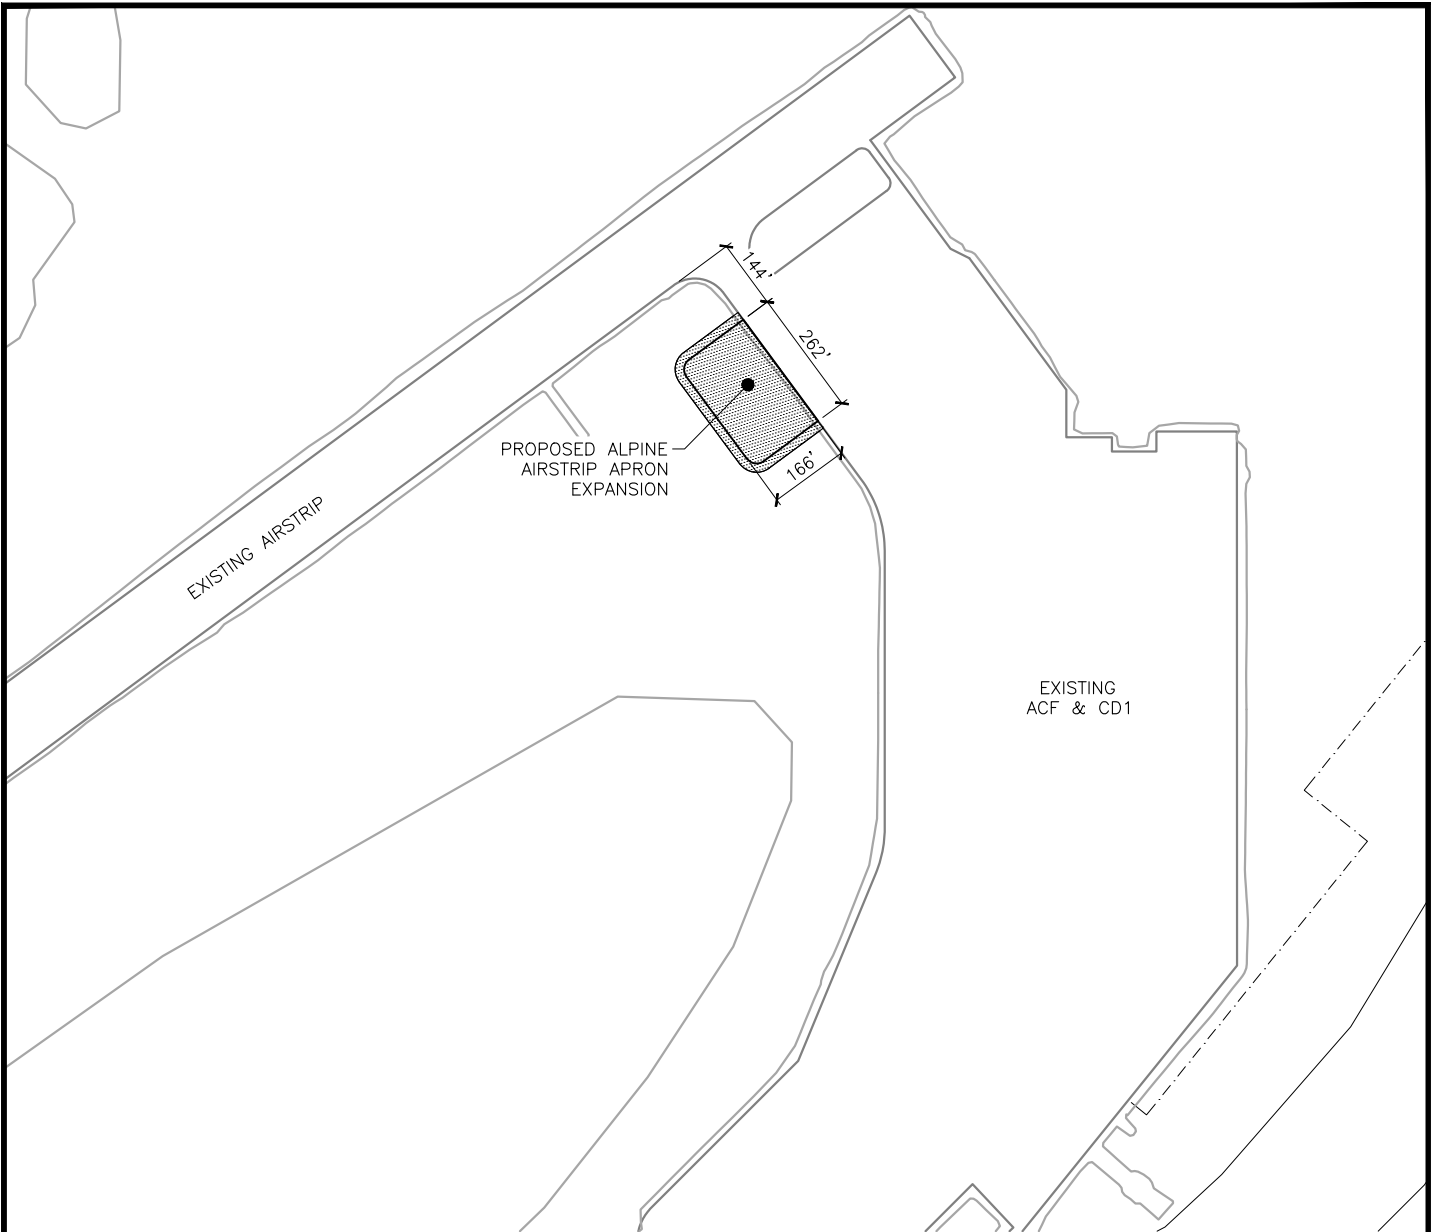 144'
262'
PROPOSED ALPINE
AIRSTRIP APRON
EXPANSION
166'
EXISTING AIRSTRIP
EXISTING
ACF & CD1